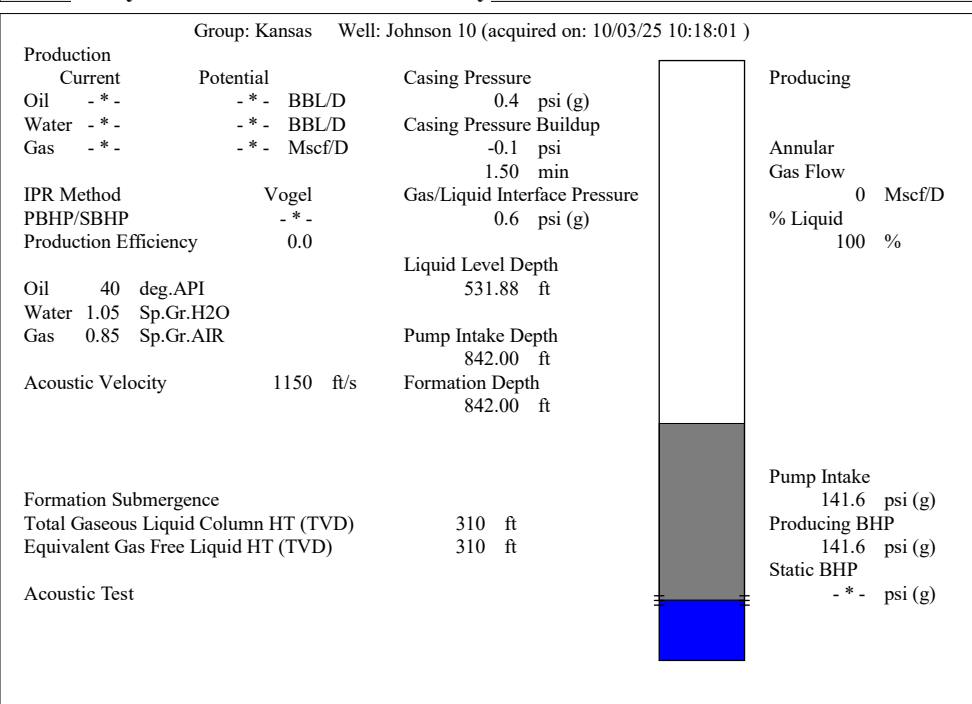 Group: Kansas Well: Johnson 10 (acquired on: 10/03/25 10:18:01 )
Production
Current Potential
Oil - * - - * - BBL/D
Water - * - - * - BBL/D
Gas - * - - * - Mscf/D
IPR Method Vogel
PBHP/SBHP - * -
Production Efficiency 0.0
Oil 40 deg.API
Water 1.05 Sp.Gr.H2O
Gas 0.85 Sp.Gr.AIR
Acoustic Velocity 1150 ft/s
Formation Submergence
Total Gaseous Liquid Column HT (TVD) 310 ft
Equivalent Gas Free Liquid HT (TVD) 310 ft
Acoustic Test
Casing Pressure
0.4 psi (g)
Casing Pressure Buildup
-0.1 psi
1.50 min
Gas/Liquid Interface Pressure
0.6 psi (g)
Liquid Level Depth
531.88 ft
Pump Intake Depth
842.00 ft
Formation Depth
842.00 ft
Producing
Annular
Gas Flow
0 Mscf/D
% Liquid
100 %
Pump Intake
141.6 psi (g)
Producing BHP
141.6 psi (g)
Static BHP
- * - psi (g)